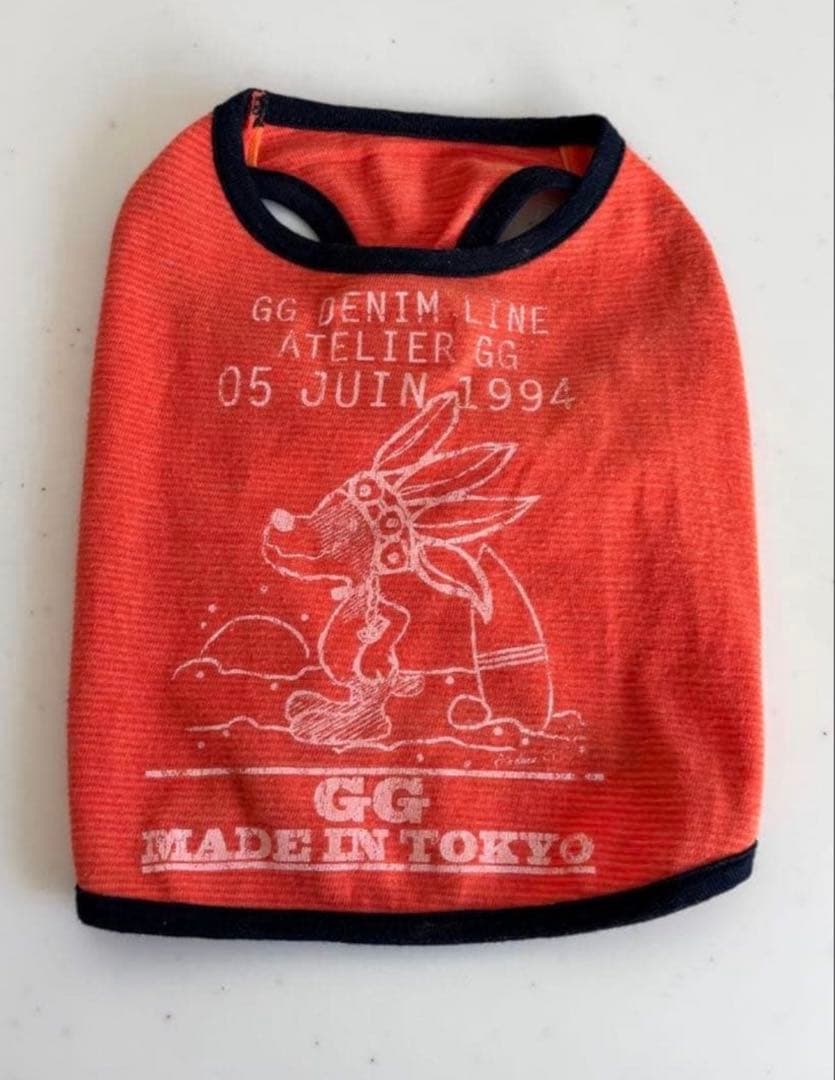 GG DENIM LINE
ATELIER GG
05 JUIN 1994
GG
MADE IN TOKYO